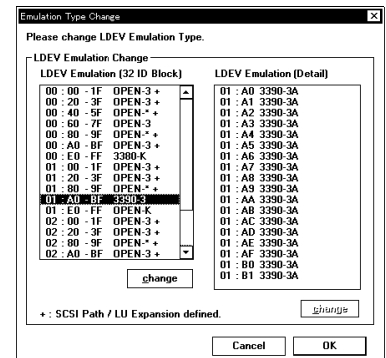 Emulation Type Change
Please change LDEV Emulation Type.
LDEV Emulation Change
LDEV Emulation (32 ID Block)
00 : 00 - 1F OPEN-3 +
00 : 20 - 3F OPEN-3 +
00 : 40 - 5F OPEN-* +
00 : 60 - 7F OPEN-3
00 : 80 - 9F OPEN-* +
00 : A0 - BF OPEN-3 +
00 : E0 - FF 3380-K
01 : 00 - 1F OPEN-3 +
01 : 20 - 3F OPEN-3 +
01 : 80 - 9F OPEN-* +
01 : A0 - BF 3390-3
01 : E0 - FF OPEN-K
02 : 00 - 1F OPEN-3 +
02 : 20 - 3F OPEN-3 +
02 : 80 - 9F OPEN-* +
02 : A0 - BF OPEN-3 +
change
LDEV Emulation (Detail)
01 : A0 3390-3A
01 : A1 3390-3A
01 : A2 3390-3A
01 : A3 3390-3A
01 : A4 3390-3A
01 : A5 3390-3A
01 : A6 3390-3A
01 : A7 3390-3A
01 : A8 3390-3A
01 : A9 3390-3A
01 : AA 3390-3A
01 : AB 3390-3A
01 : AC 3390-3A
01 : AD 3390-3A
01 : AE 3390-3A
01 : AF 3390-3A
01 : B0 3390-3A
01 : B1 3390-3A
change
+ : SCSI Path / LU Expansion defined.
Cancel
OK